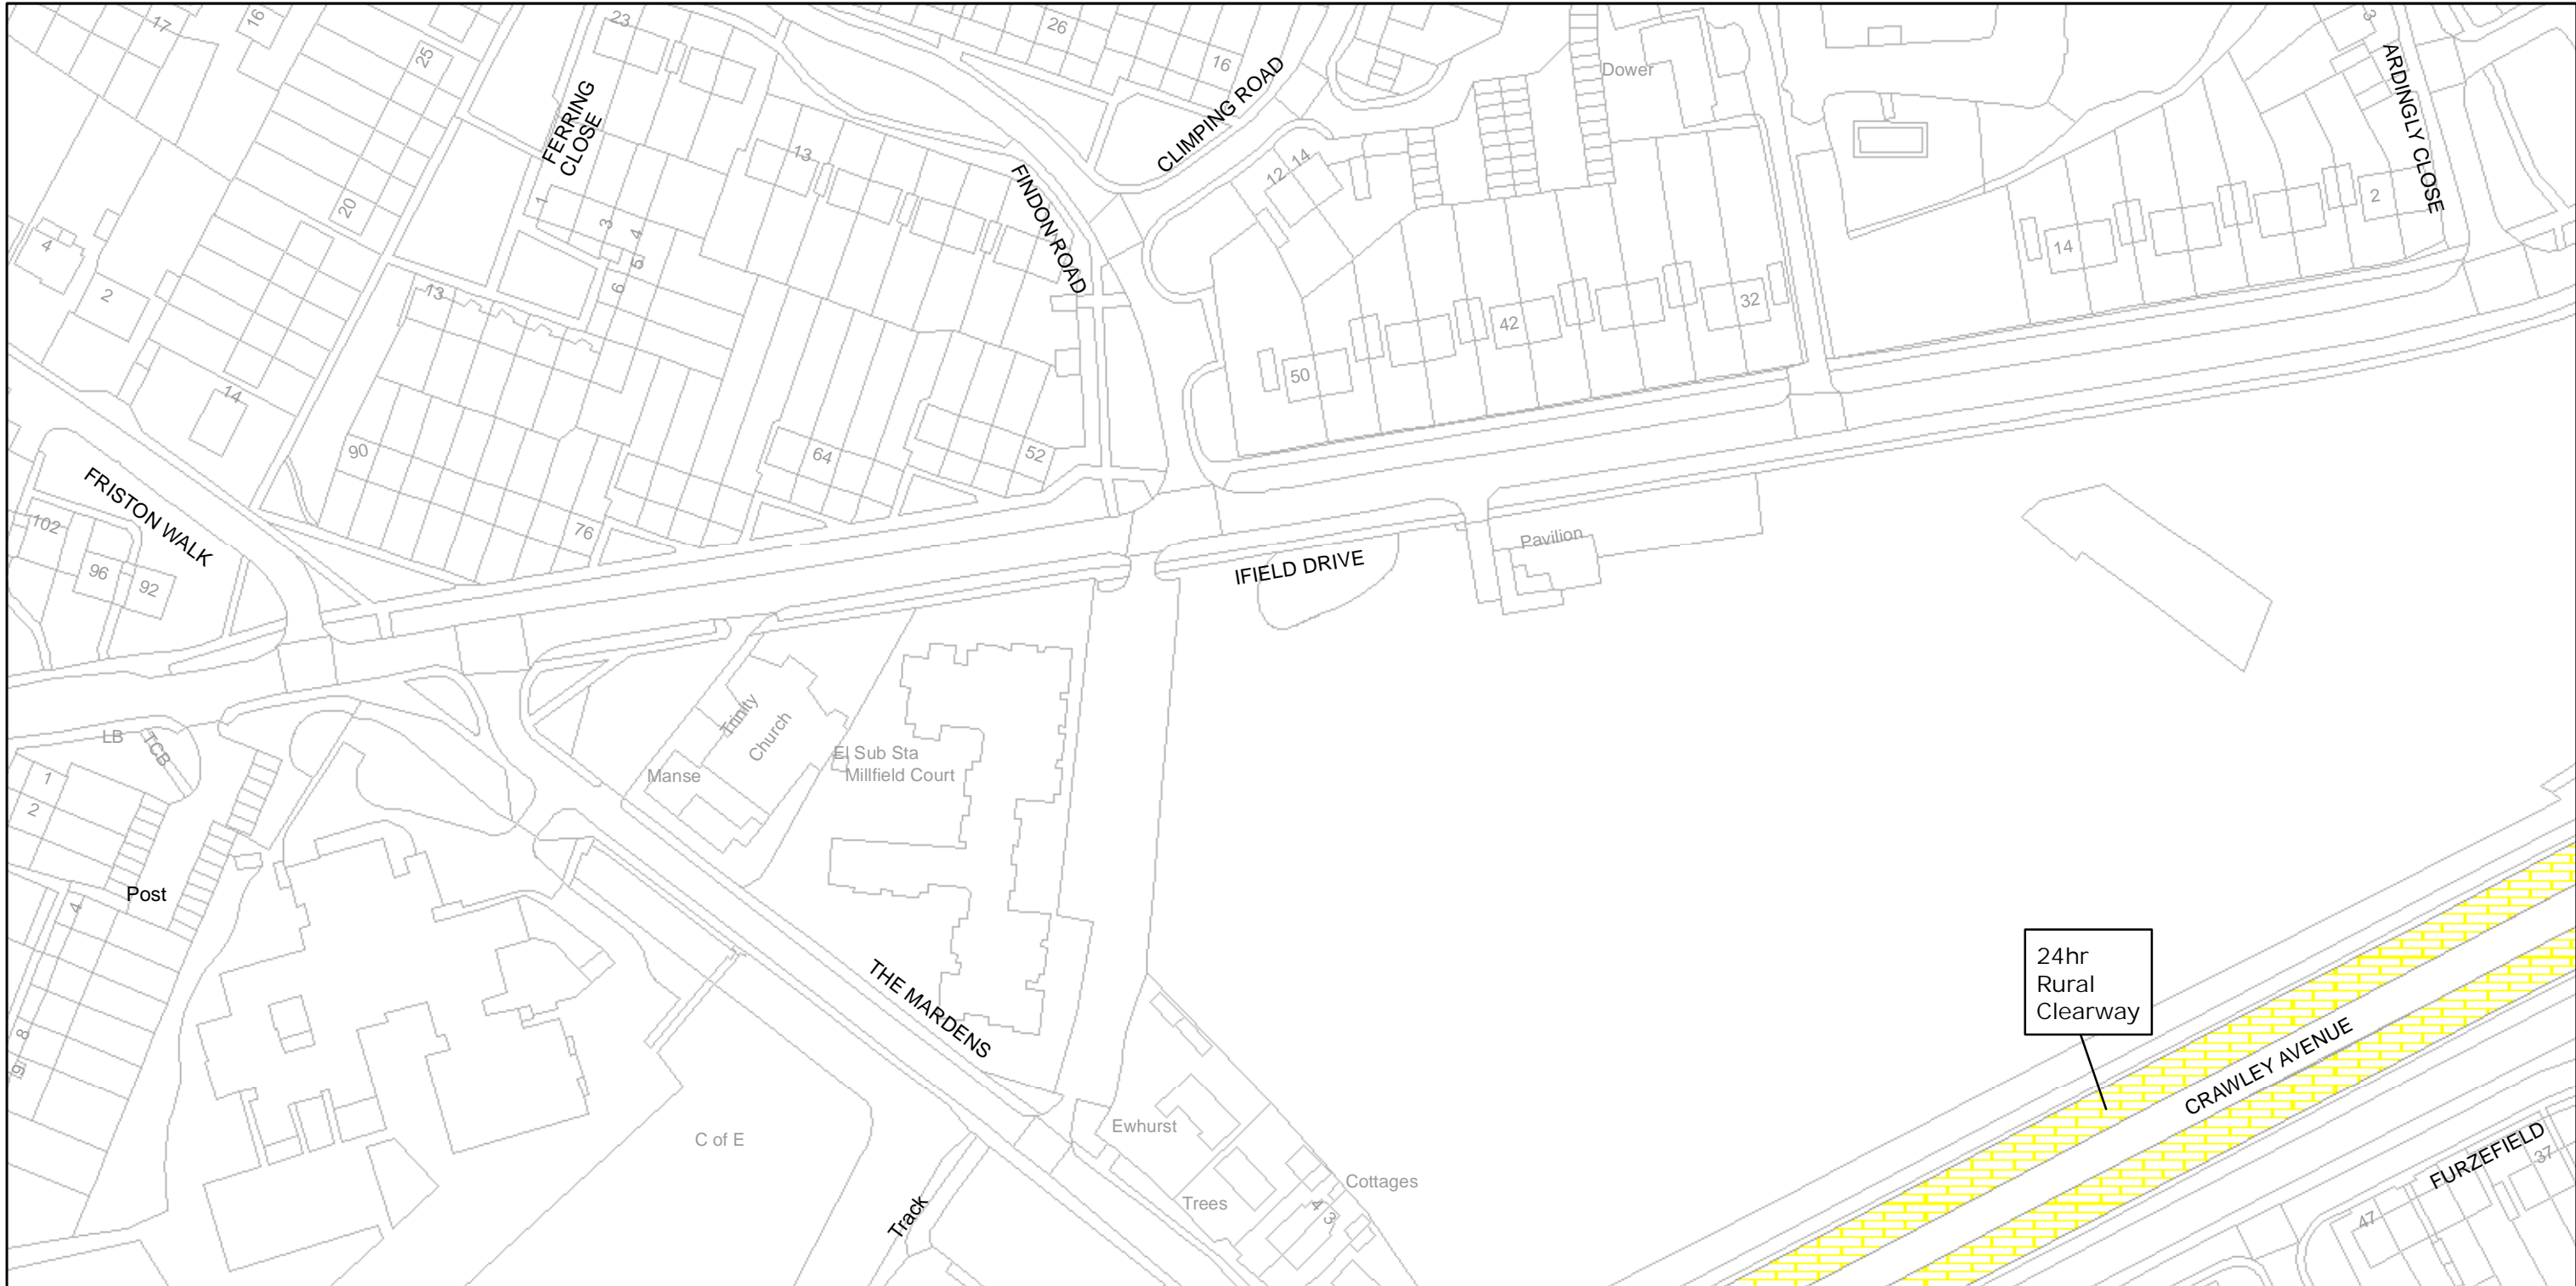 17
16
25
23
26
16
Dower
3
FERRING
CLOSE
CLIMPING ROAD
ARDINGLY CLOSE
13
12
14
FINDON ROAD
20
1
3
4
5
6
2
14
4
2
13
42
32
50
14
90
64
52
76
FRISTON WALK
102
96
92
IFIELD DRIVE
Pavilion
Trinity
Church
LB
TCB
El Sub Sta
Millfield Court
Manse
1
2
Post
4
THE MARDENS
24hr
Rural
Clearway
CRAWLEY AVENUE
8
9
C of E
Ewhurst
Cottages
Trees
4
3
Track
FURZEFIELD
37
47